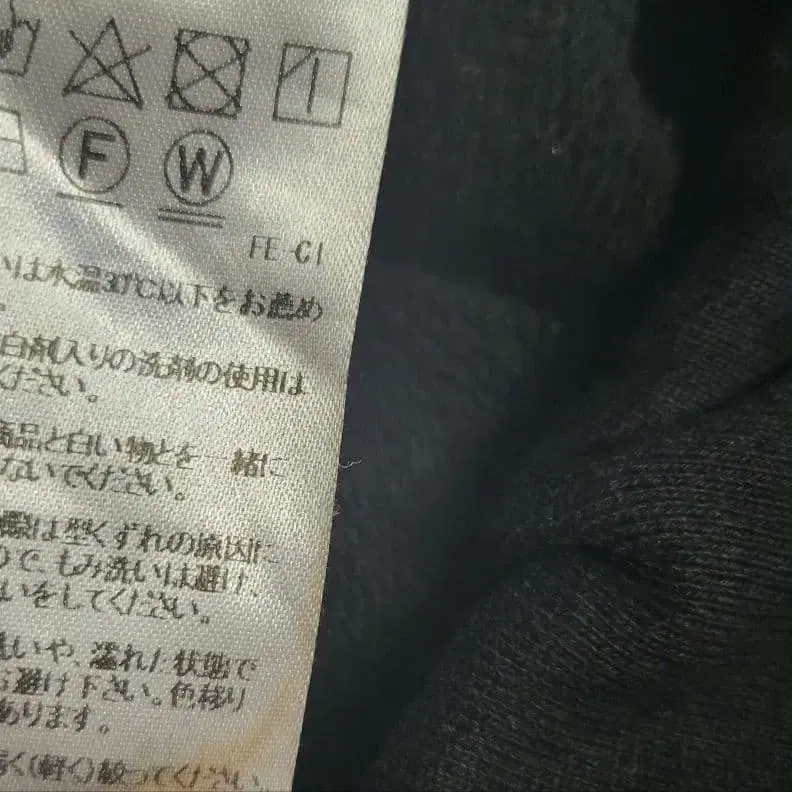 F W
FE-C1
いは水温30℃以下をお薦め
。
白剤入りの洗剤の使用は
ください。
商品と白い物とを一緒に
ないでください。
際は型くずれの原因に
ので、もみ洗いは避け、
いをしてください。
洗いや、濡れた状態で
お避け下さい。色移り
あります。
く(軽く)絞ってください